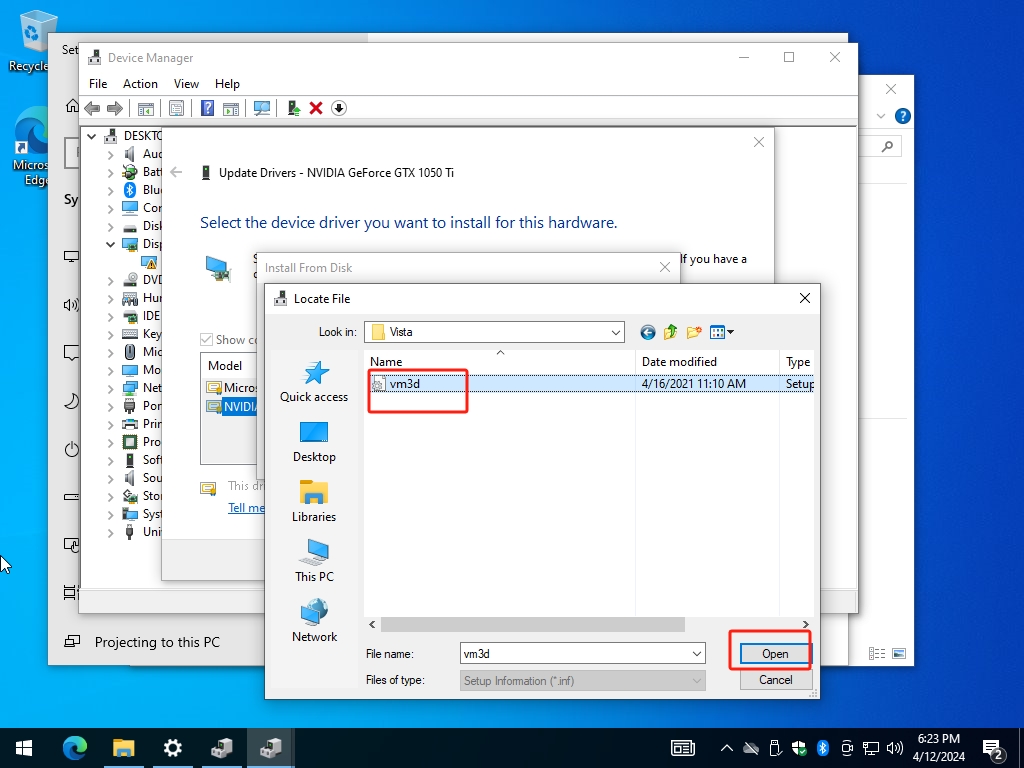 Recycle
Micros
Edge
Set
Sy
Projecting to this PC
Device Manager
File Action View Help
DESKTO
Aud
Bat
Blu
Cor
Disk
Disp
DVD
Hur
IDE
Key
Mic
Mo
Net
Por
Prin
Pro
Soft
Sou
Stor
Syst
Uni
Update Drivers - NVIDIA GeForce GTX 1050 Ti
Select the device driver you want to install for this hardware.
If you have a
Show co
Model
Micros
NVIDIA
This dri
Tell me
Install From Disk
Locate File
Look in: Vista
Name Date modified Type
vm3d 4/16/2021 11:10 AM Setup
Quick access
Desktop
Libraries
This PC
Network
File name: vm3d Open
Files of type: Setup Information (*.inf) Cancel
6:23 PM
4/12/2024
2